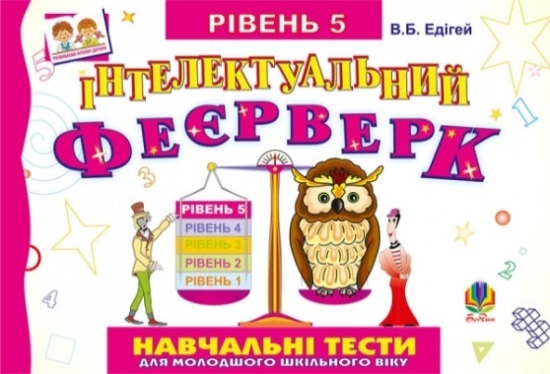 РІВЕНЬ 5
В.Б. Едігей
ІНТЕЛЕКТУАЛЬНИЙ
ФЕЄРВЕРК
РІВЕНЬ 5
РІВЕНЬ 4
РІВЕНЬ 3
РІВЕНЬ 2
РІВЕНЬ 1
НАВЧАЛЬНІ ТЕСТИ
ДЛЯ МОЛОДШОГО ШКІЛЬНОГО ВІКУ
Богдан